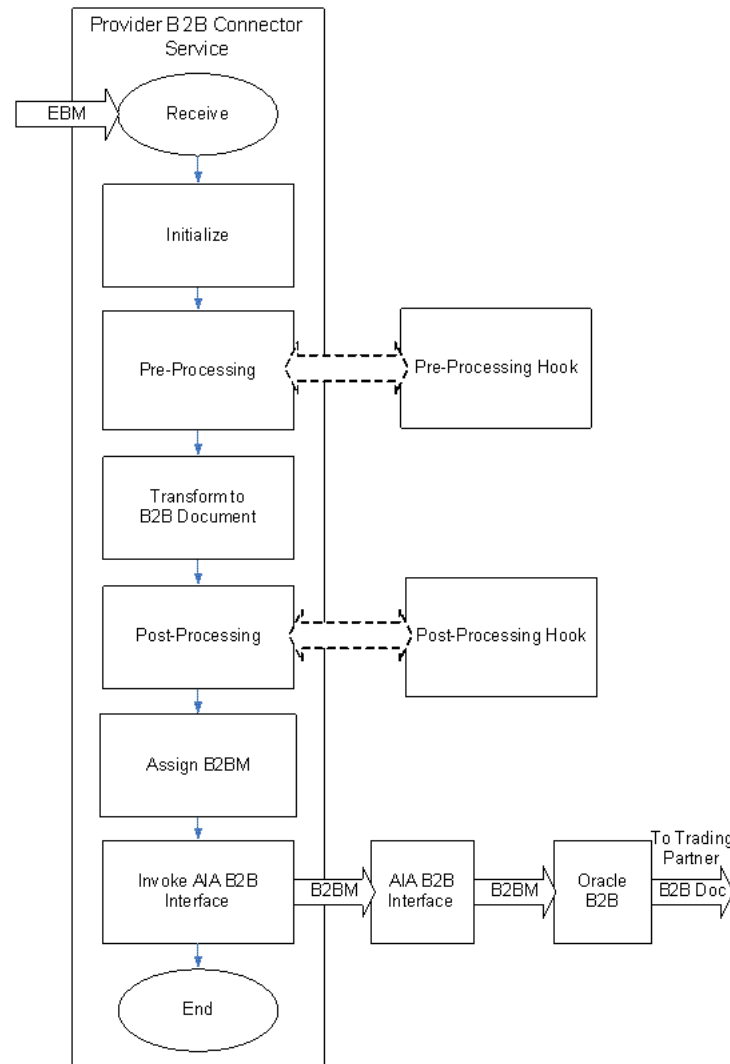 Provider B2B Connector
Service
EBM
Receive
Initialize
Pre-Processing
Pre-Processing Hook
Transform to
B2B Document
Post-Processing
Post-Processing Hook
Assign B2BM
To Trading
Partner
Invoke AIA B2B
Interface
B2BM
AIA B2B
Interface
B2BM
Oracle
B2B
B2B Doc
End